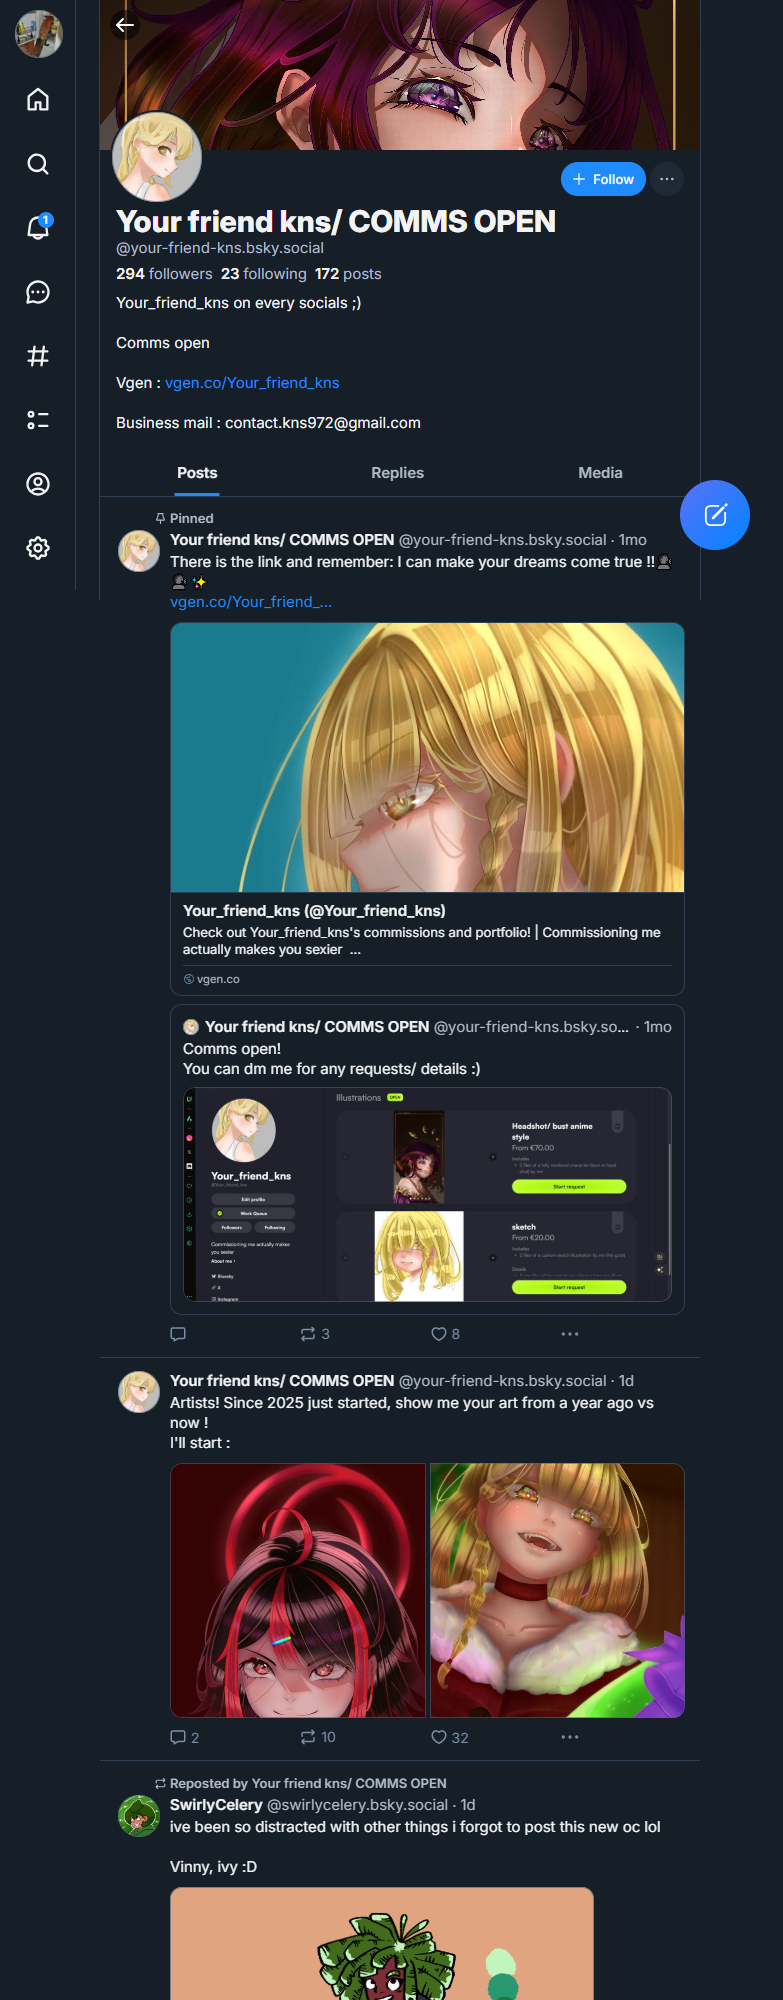 1
+ Follow
Your friend kns/ COMMS OPEN
@your-friend-kns.bsky.social
294 followers 23 following 172 posts
Your_friend_kns on every socials ;)
Comms open
Vgen : vgen.co/Your_friend_kns
Business mail : contact.kns972@gmail.com
Posts Replies Media
Pinned
Your friend kns/ COMMS OPEN @your-friend-kns.bsky.social · 1mo
There is the link and remember: I can make your dreams come true !!
vgen.co/Your_friend_...
Your_friend_kns (@Your_friend_kns)
Check out Your_friend_kns's commissions and portfolio! | Commissioning me
actually makes you sexier ...
vgen.co
Your friend kns/ COMMS OPEN @your-friend-kns.bsky.so... · 1mo
Comms open!
You can dm me for any requests/ details :)
Illustrations OPEN
Headshot/ bust anime
style
From €70.00
Includes
Start request
Your_friend_kns
Edit profile
Work Queue
Followers Following
Commissioning me actually makes
you sexier
About me
Bluesky
X
Instagram
sketch
From €20.00
Includes
Details
Start request
3 8
Your friend kns/ COMMS OPEN @your-friend-kns.bsky.social · 1d
Artists! Since 2025 just started, show me your art from a year ago vs
now !
I'll start :
2 10 32
Reposted by Your friend kns/ COMMS OPEN
SwirlyCelery @swirlycelery.bsky.social · 1d
ive been so distracted with other things i forgot to post this new oc lol
Vinny, ivy :D